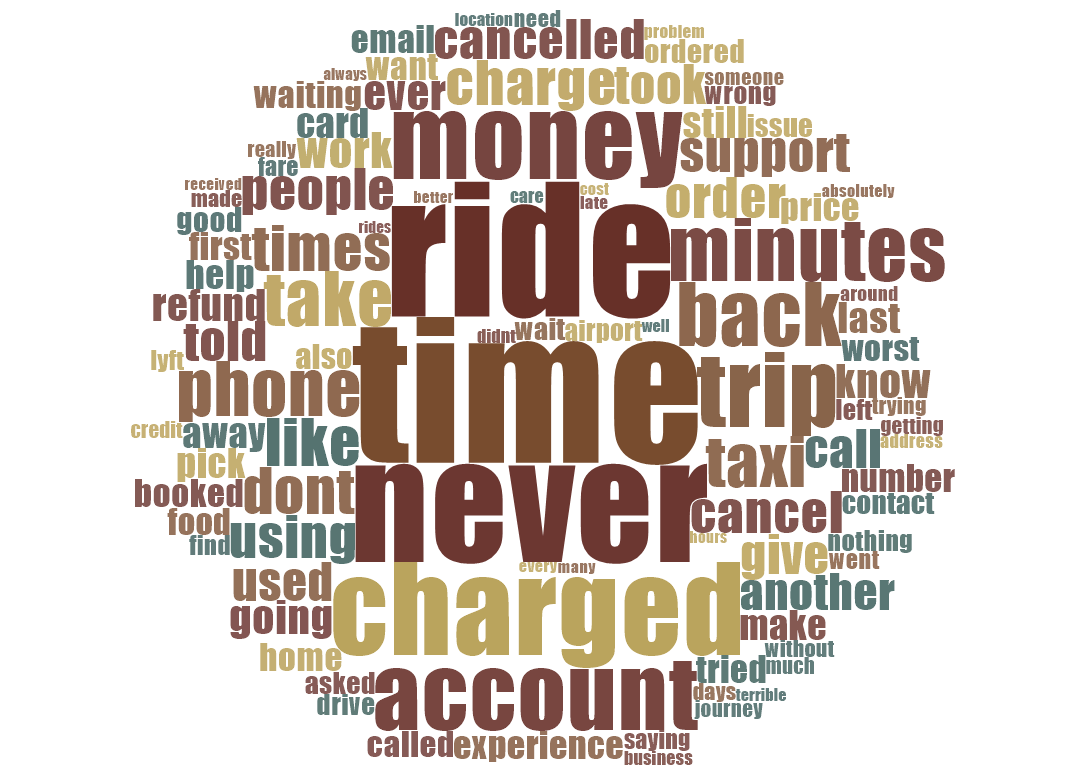 location need
email cancelled problem
ordered
always want charge took someone
waiting ever wrong
card money still issue
really work support
fare
received people better ride care cost order absolutely
made late price
good rides
first times minutes
help
refund take back around
told last
didnt wait airport well
lyft also time worst
phone trip know
left trying
credit away like getting
taxi call address
pick
booked dont never number
cancel contact
food
find using hours nothing
every many give went
used charged another
going make
home without
tried much
asked account days terrible
drive journey
called experience saying
business